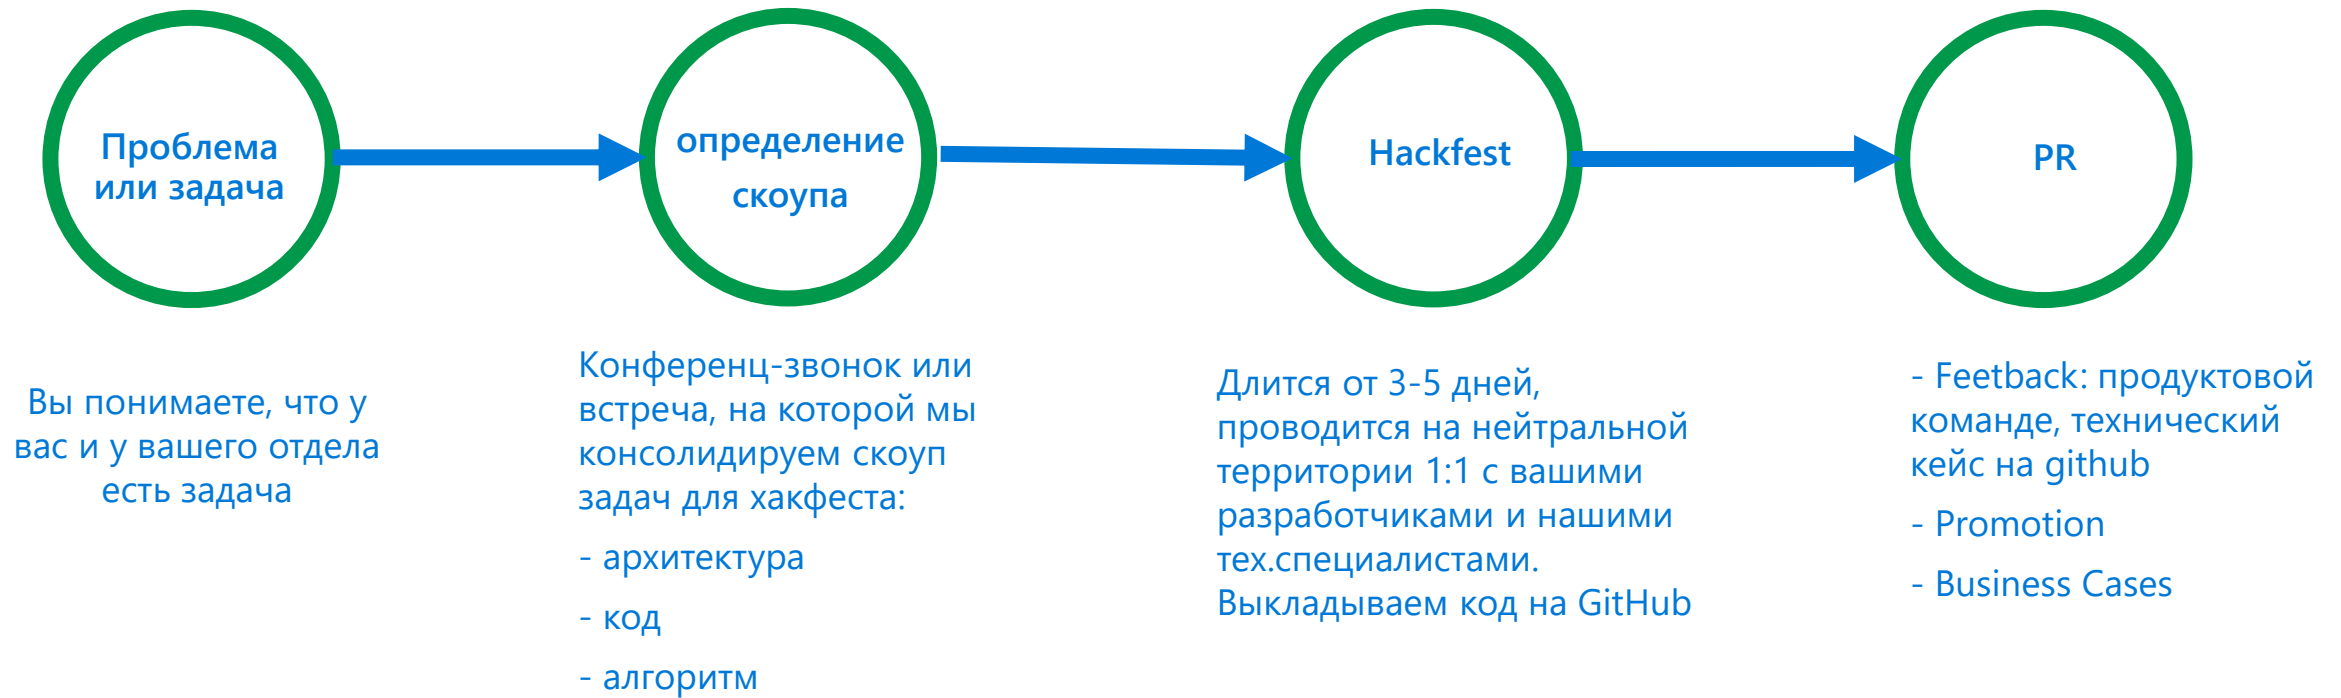 Проблема
или задача
определение
скоупа
Hackfest
PR
Вы понимаете, что у
вас и у вашего отдела
есть задача
Конференц-звонок или
встреча, на которой мы
консолидируем скоуп
задач для хакфеста:
- архитектура
- код
- алгоритм
Длится от 3-5 дней,
проводится на нейтральной
территории 1:1 с вашими
разработчиками и нашими
тех.специалистами.
Выкладываем код на GitHub
- Feetback: продуктовой
команде, технический
кейс на github
- Promotion
- Business Cases